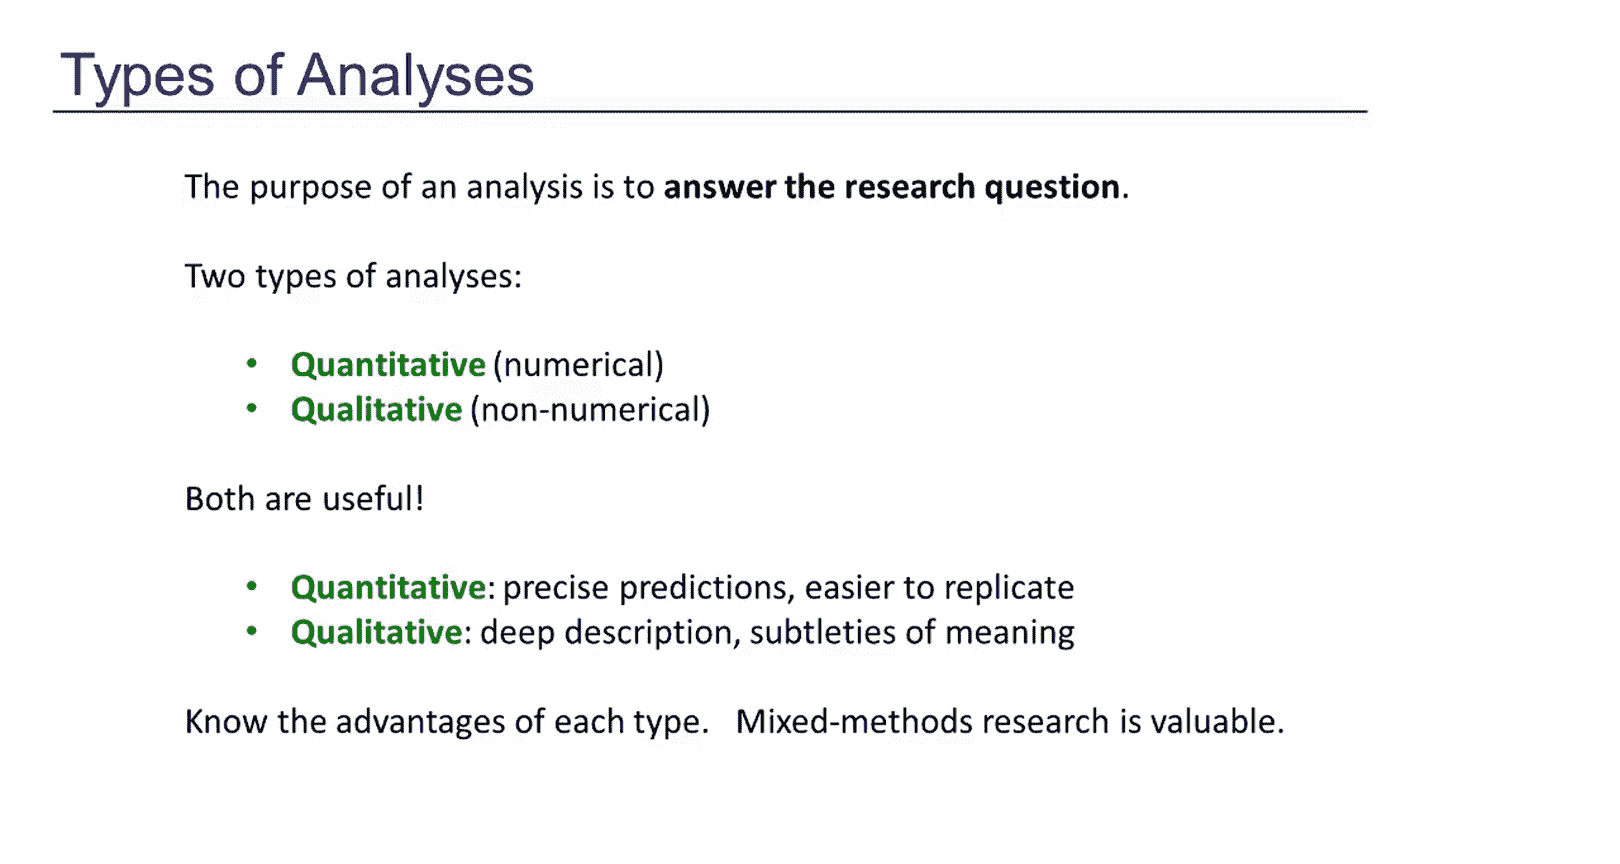 Types of Analyses
The purpose of an analysis is to answer the research question.
Two types of analyses:
• Quantitative (numerical)
• Qualitative (non-numerical)
Both are useful!
• Quantitative: precise predictions, easier to replicate
• Qualitative: deep description, subtleties of meaning
Know the advantages of each type. Mixed-methods research is valuable.